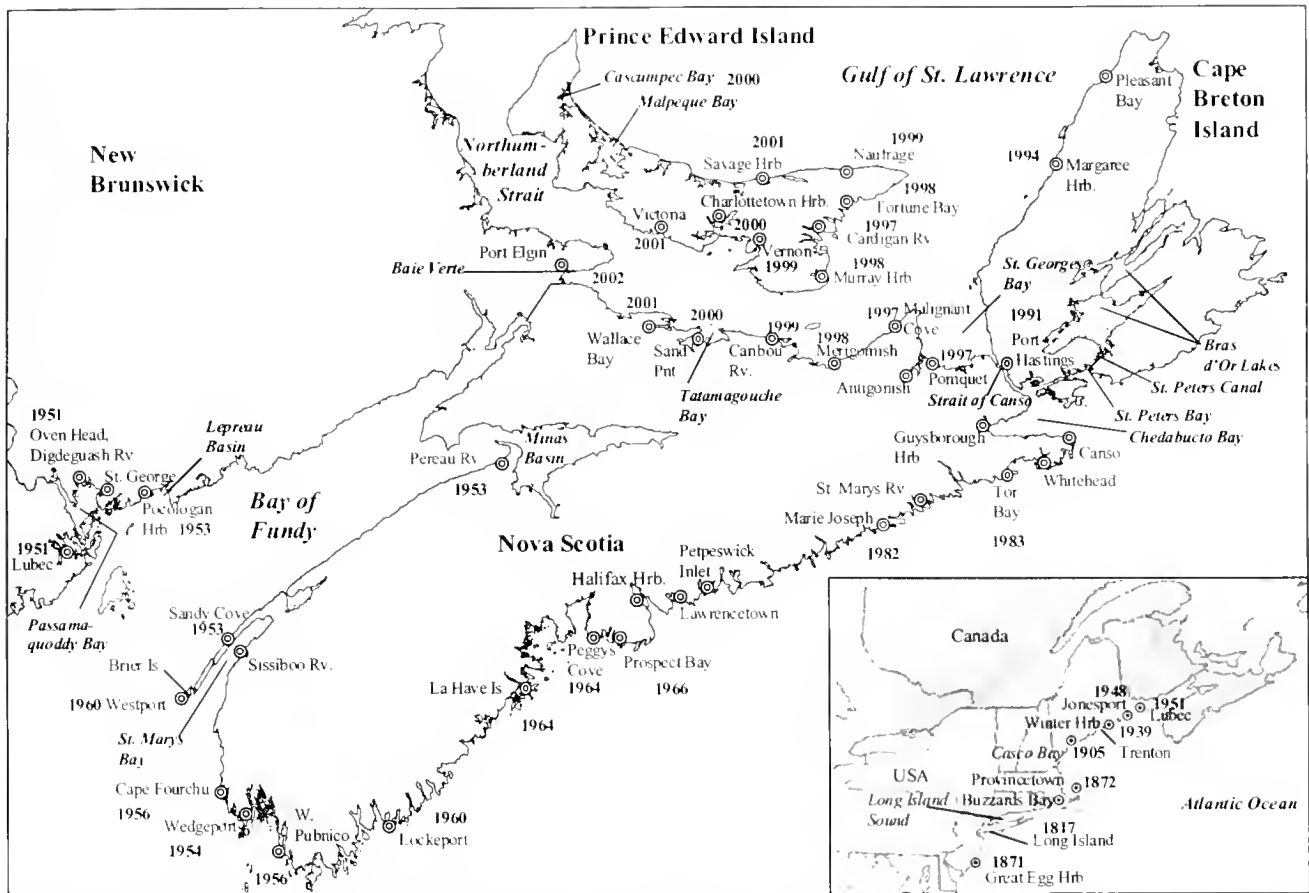 Prince Edward Island
Cascumpec Bay 2000
Malpeque Bay
Gulf of St. Lawrence
Cape
Breton
Island
Pleasant
Bay
New
Brunswick
Northum-
berland
Strait
2001
Savage Hrb
1999
Naufrage
1994
Margaree
Hrb.
1998
Fortune Bay
Charlottetown Hrb.
2000
Victoria
2001
1997
Cardigan Rv
Vernon
1999
1998
Murray Hrb
Port Elgin
Baie Verte
2002
St. Georges
Bay
2001
Wallace
Bay
2000
Sand
Pnt
Tatamagouche
Bay
1999
Caribou
Rv.
1998
Merigomish
1997
Malignant
Cove
Antigonish
1997
Pomquet
1991
Port
Hastings
Strait of Canso
Bras
d'Or Lakes
St. Peters Canal
St. Peters Bay
Chedabucto Bay
Guysborough
Hrb
Canso
Whitehead
Tor
Bay
1983
St Marys Rv
Marie Joseph
1982
1951
Oven Head,
Digdeguash Rv
Lepreau
Basin
St. George
Pocologan
Hrb 1953
1951
Lubec
Passama-
quoddy Bay
Bay of
Fundy
Minas
Basin
Pereau Rv
1953
Nova Scotia
Petpeswick
Inlet
Halifax Hrb.
Lawrencetown
Sandy Cove
1953
Sissiboo Rv.
Brier Is
1960 Westport
St. Marys
Bay
Peggys
Cove
1964
Prospect Bay
1966
La Have Is
1964
Cape Fourchu
1956
Wedgeport
1954
W.
Pubnico
1956
1960
Lockeport
Canada
1948
Jonesport
1951
Lubec
Winter Hrb.
1939
Trenton
Casco Bay
1905
USA
Provincetown
1872
Buzzards Bay
Long Island
Sound
1817
Long Island
Atlantic Ocean
1871
Great Egg Hrb